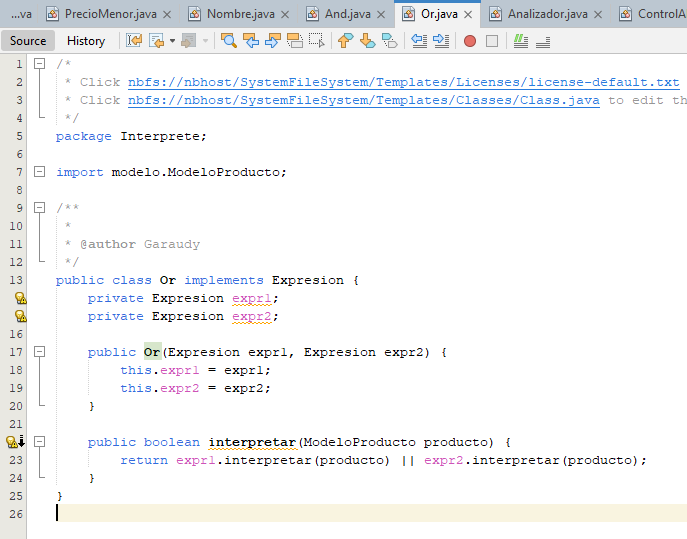 ...va PrecioMenor.java Nombre.java And.java Or.java Analizador.java ControlA
Source History
1 /*
2 * Click nbfs://nbhost/SystemFileSystem/Templates/Licenses/license-default.txt
3 * Click nbfs://nbhost/SystemFileSystem/Templates/Classes/Class.java to edit th
4 */
5 package Interprete;
6
7 import modelo.ModeloProducto;
8
9 /**
10 *
11 * @author Garaudy
12 */
13 public class Or implements Expresion {
private Expresion expr1;
private Expresion expr2;
16
17 public Or(Expresion expr1, Expresion expr2) {
18 this.expr1 = expr1;
19 this.expr2 = expr2;
20 }
21
public boolean interpretar(ModeloProducto producto) {
23 return expr1.interpretar(producto) || expr2.interpretar(producto);
24 }
25 }
26